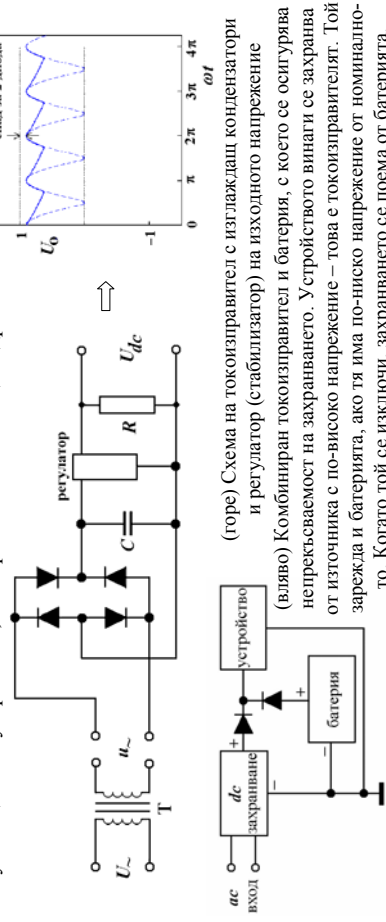 1
U₀
-1
0
π
2π
3π
4π
ωt
U~
T
u~
C
регулатор
R
U_dc
(горе) Схема на токоизправител с изглаждащ кондензатори
и регулатор (стабилизатор) на изходното напрежение
(вляво) Комбиниран токоизправител и батерия, с което се осигурява
непрекъсваемост на захранването. Устройството винаги се захранва
от източника с по-високо напрежение – това е токоизправителят. Той
зарежда и батерията, ако тя има по-ниско напрежение от номинално-
то. Когато той се изключи, захранването се поема от батерията
ac
вход
dc
захранване
+
–
устройство
+
–
батерия